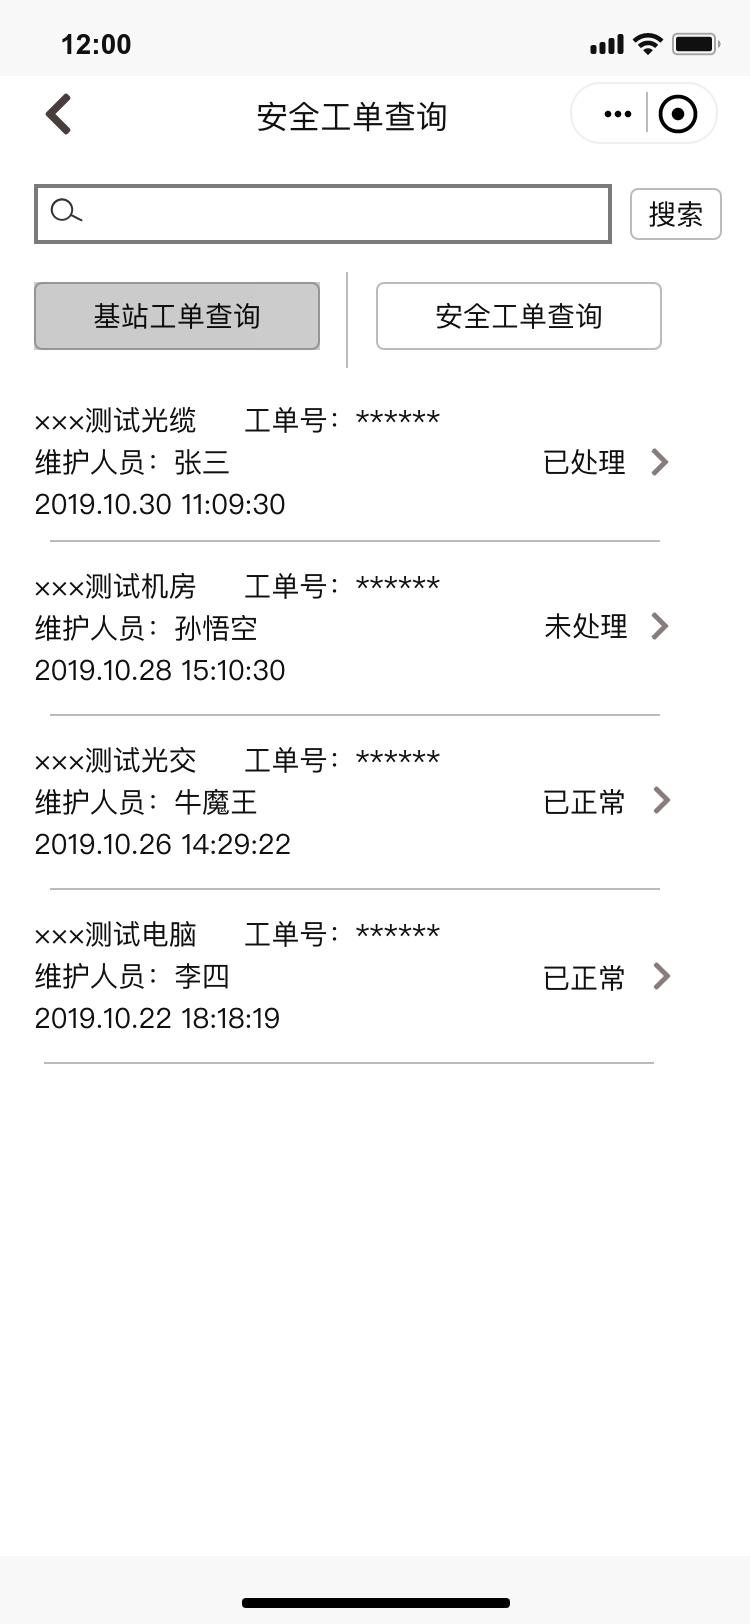 12:00
安全工单查询
搜索
基站工单查询
安全工单查询
×××测试光缆 工单号：******
维护人员：张三
已处理
2019.10.30 11:09:30
×××测试机房 工单号：******
维护人员：孙悟空
未处理
2019.10.28 15:10:30
×××测试光交 工单号：******
维护人员：牛魔王
已正常
2019.10.26 14:29:22
×××测试电脑 工单号：******
维护人员：李四
已正常
2019.10.22 18:18:19